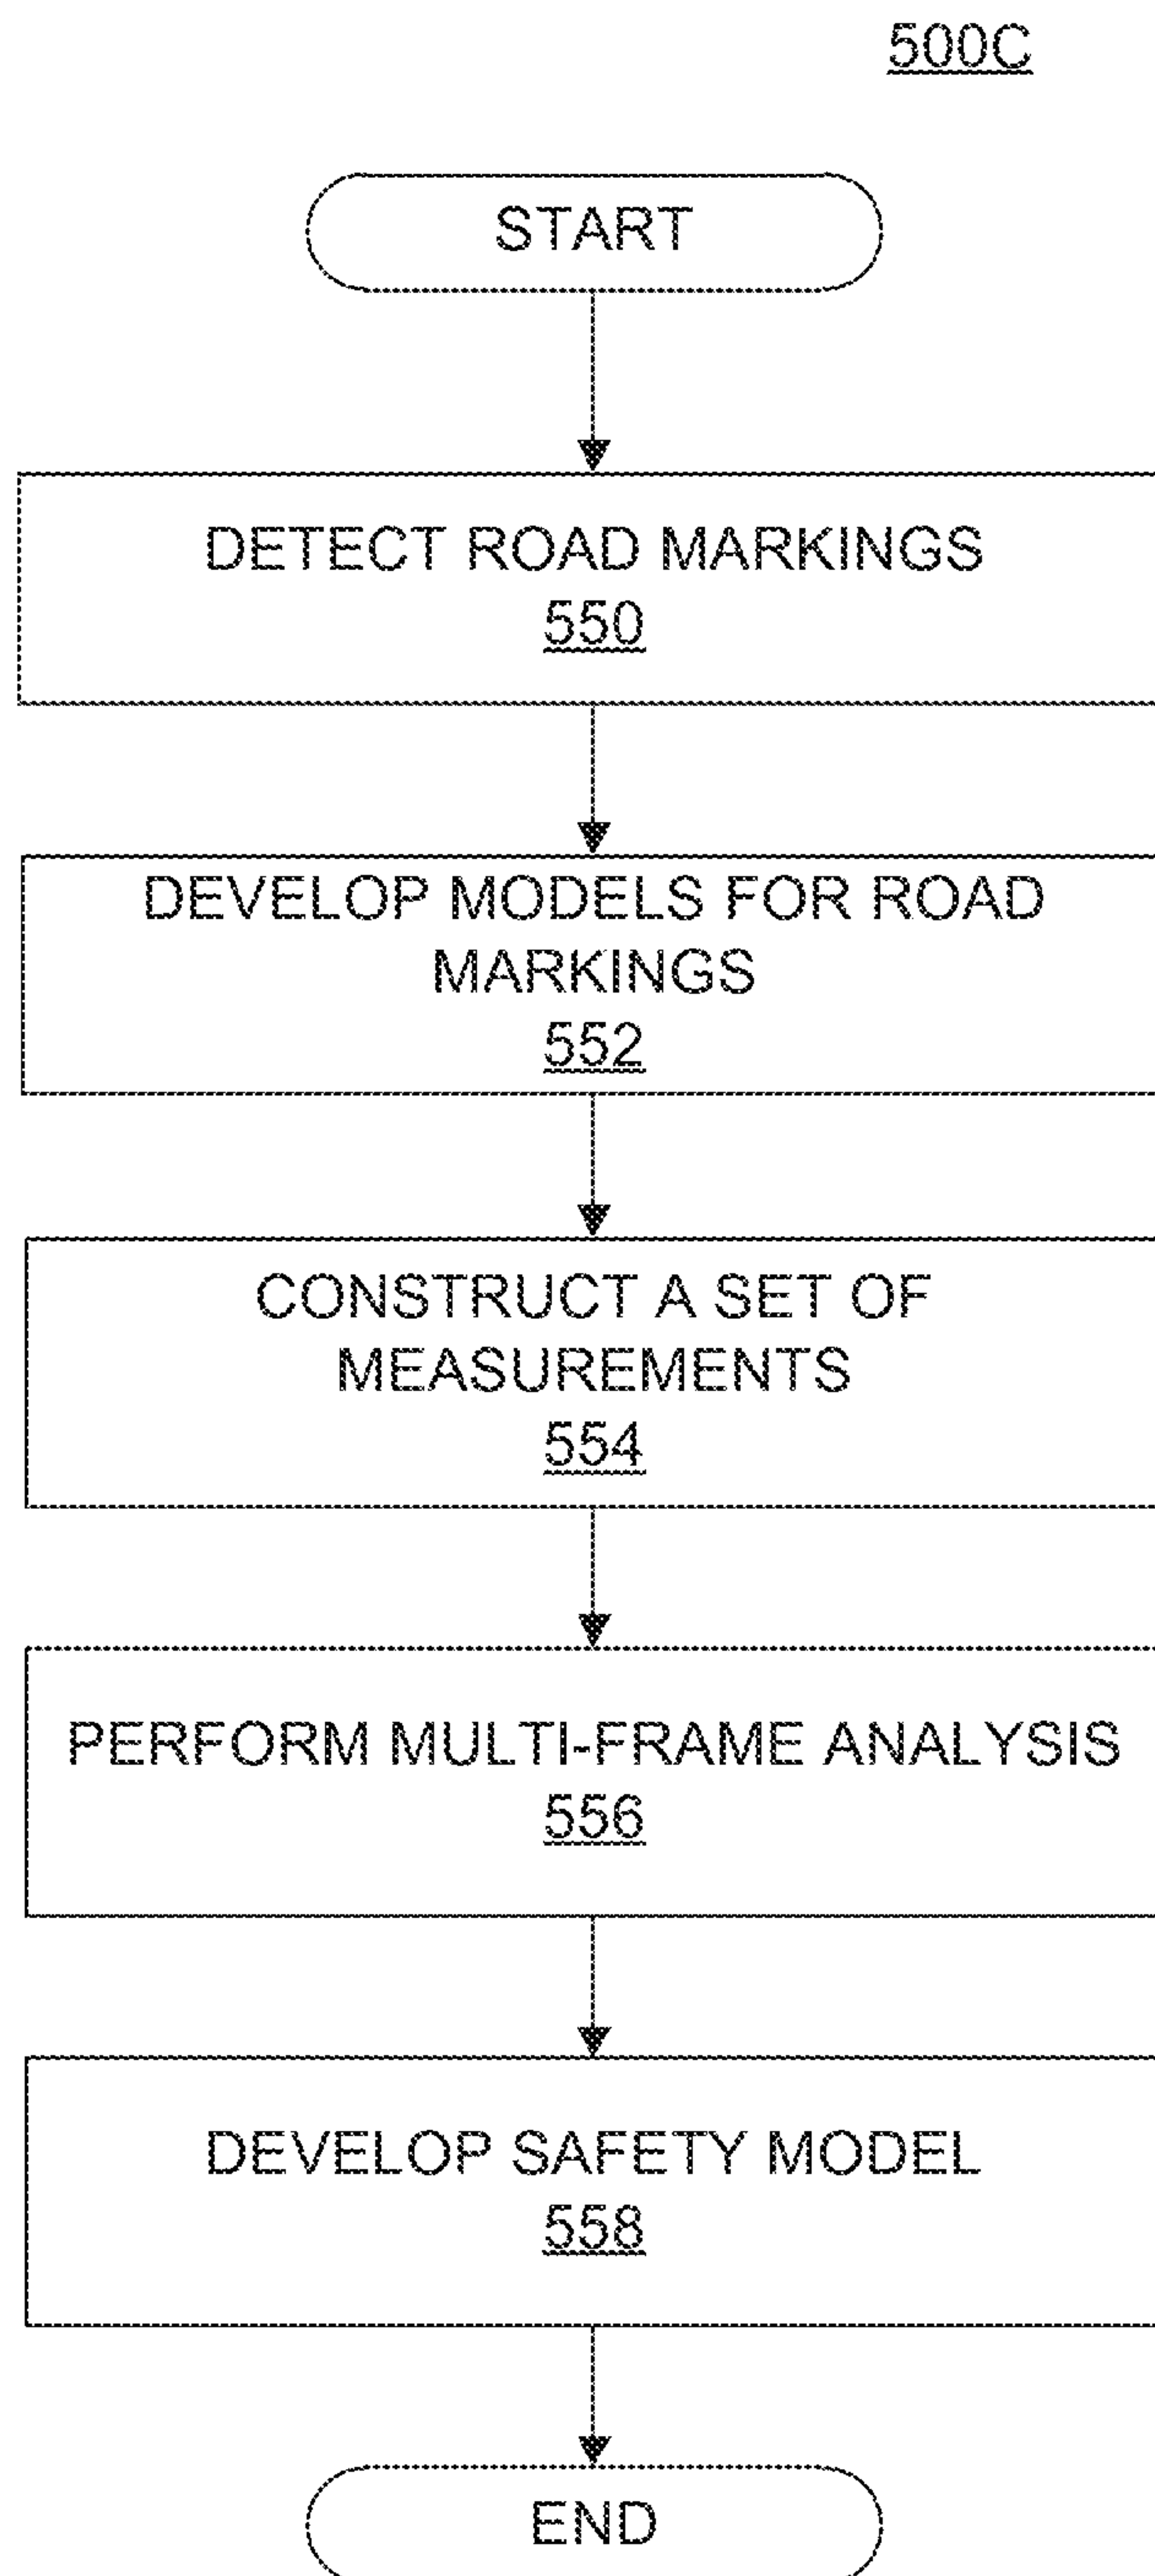 500C
START
DETECT ROAD MARKINGS
550
DEVELOP MODELS FOR ROAD
MARKINGS
552
CONSTRUCT A SET OF
MEASUREMENTS
554
PERFORM MULTI-FRAME ANALYSIS
556
DEVELOP SAFETY MODEL
558
END